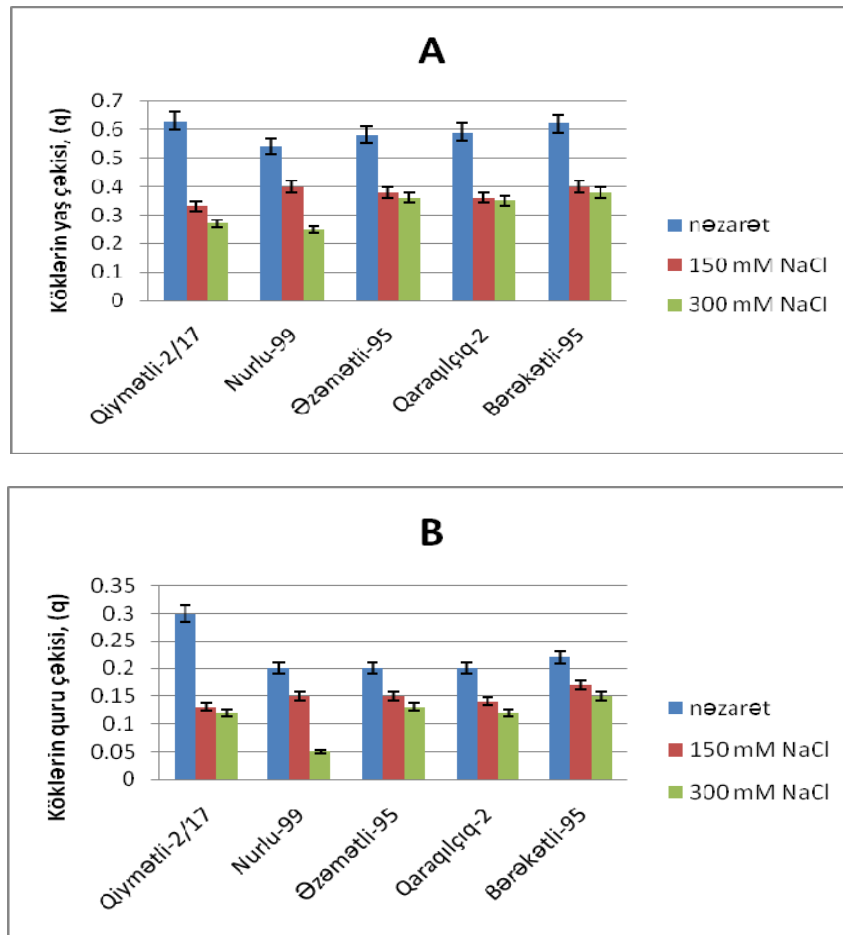 A
Köklərin yaş çəkisi, (q)
0.7
0.6
0.5
0.4
0.3
0.2
0.1
0
Qiymətli-2/17
Nurlu-99
Əzəmətli-95
Qaraqılçıq-2
Bərəkətli-95
nəzarət
150 mM NaCl
300 mM NaCl
B
Köklərin quru çəkisi, (q)
0.35
0.3
0.25
0.2
0.15
0.1
0.05
0
Qiymətli-2/17
Nurlu-99
Əzəmətli-95
Qaraqılçıq-2
Bərəkətli-95
nəzarət
150 mM NaCl
300 mM NaCl